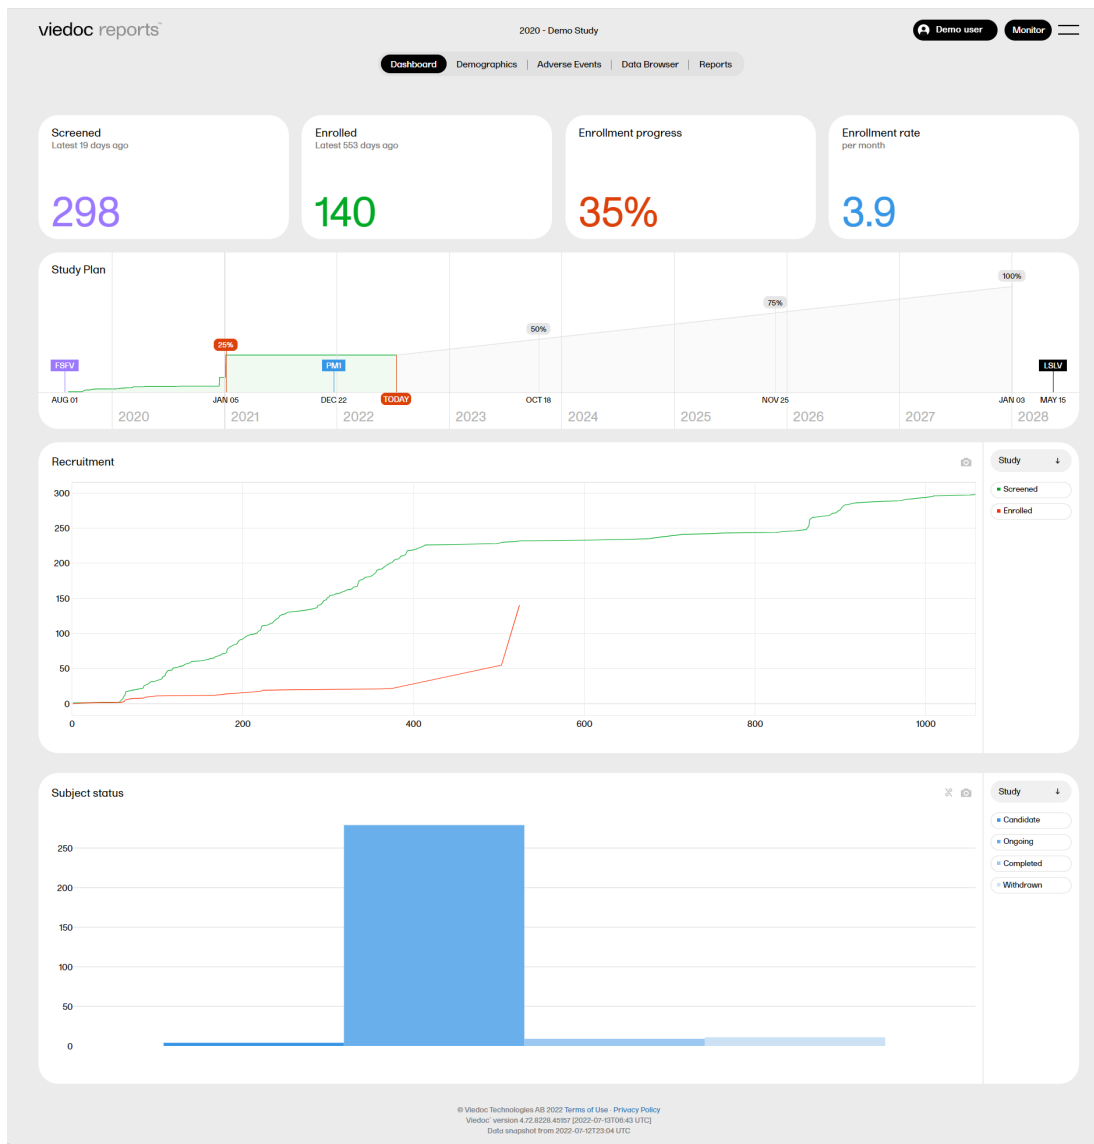 viedoc reports™
2020 - Demo Study
Demo user
Monitor
Dashboard
Demographics
Adverse Events
Data Browser
Reports
Screened
Latest 19 days ago
298
Enrolled
Latest 553 days ago
140
Enrollment progress
35%
Enrollment rate
per month
3.9
Study Plan
100%
75%
50%
25%
FSFV
PM1
LSLV
AUG 01
JAN 05
DEC 22
TODAY
OCT 18
NOV 25
JAN 03
MAY 15
2020
2021
2022
2023
2024
2025
2026
2027
2028
Recruitment
Study
Screened
Enrolled
300
250
200
150
100
50
0
0
200
400
600
800
1000
Subject status
Study
Candidate
Ongoing
Completed
Withdrawn
250
200
150
100
50
0
© Viedoc Technologies AB 2022 Terms of Use · Privacy Policy
Viedoc™ version 4.72.8228.45157 [2022-07-13T06:43 UTC]
Data snapshot from 2022-07-12T23:04 UTC